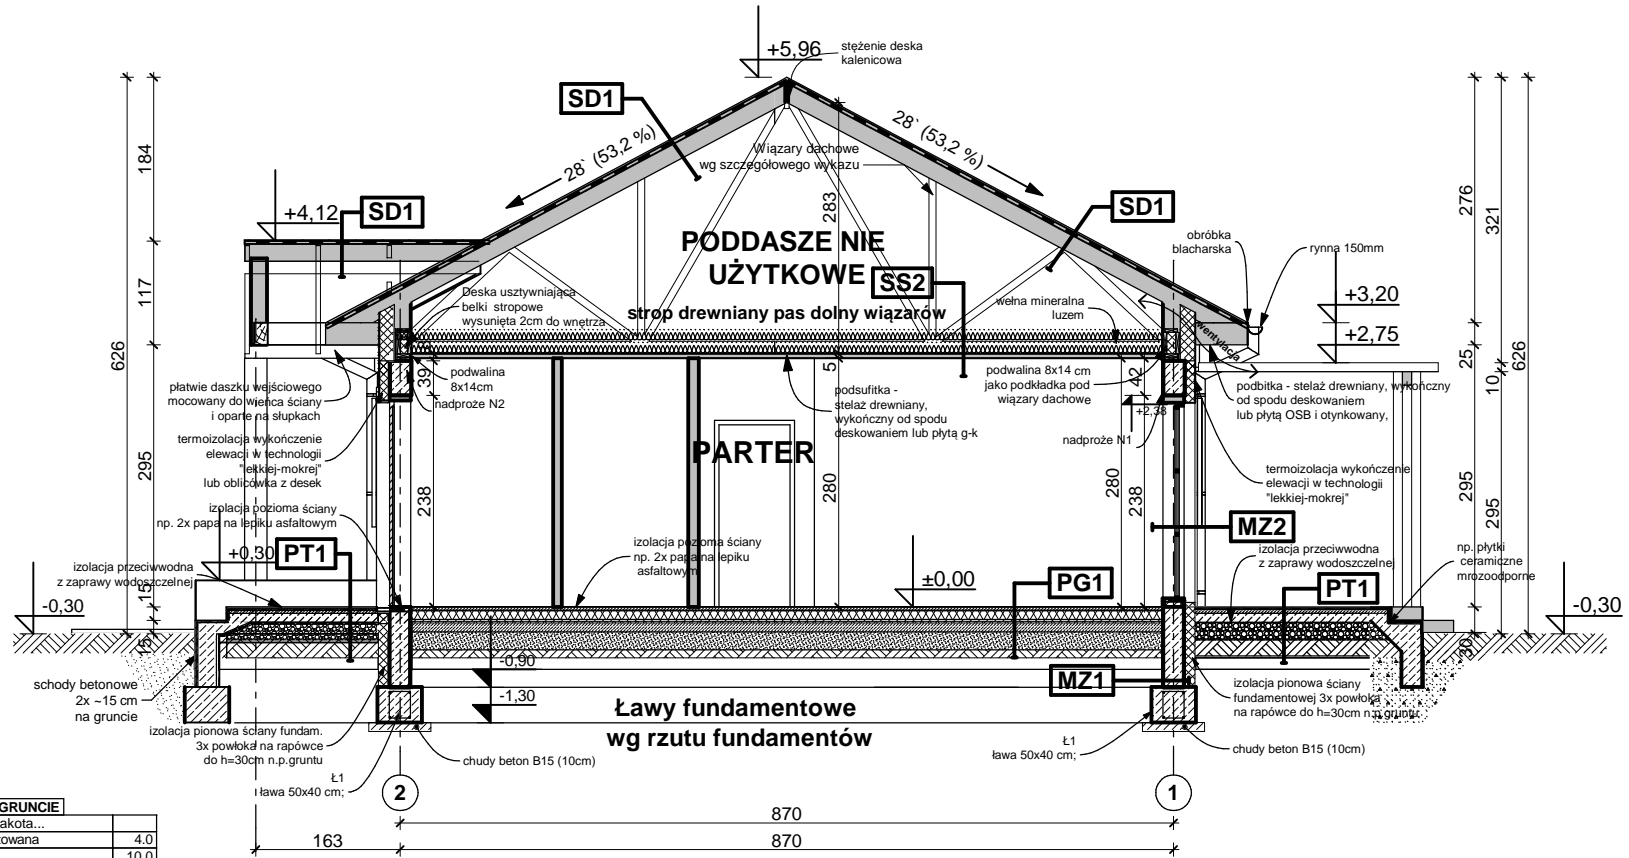 +5,96
stężenie deska
kalenicowa
SD1
28` (53,2 %)
28` (53,2 %)
Wiązary dachowe
wg szczegółowego wykazu
184
276
321
283
+4,12
SD1
SD1
PODDASZE NIE
UŻYTKOWE
SS2
obróbka
blacharska
rynna 150mm
117
Deska usztywniająca
belki stropowe
wysunięta 2cm do wnętrza
strop drewniany pas dolny wiązarów
wełna mineralna
luzem
+3,20
+2,75
wentylacja
626
626
25
10
płatwie daszku wejściowego
mocowany do wieńca ściany
i oparte na słupkach
39
podwalina
8x14cm
nadproże N2
5
podsufitka -
stelaż drewniany,
wykończny od spodu
deskowaniem lub płytą g-k
podwalina 8x14 cm
jako podkładka pod
wiązary dachowe
42
+2,38
nadproże N1
podbitka - stelaż drewniany, wykończny
od spodu deskowaniem
lub płytą OSB i otynkowany,
termoizolacja wykończenie
elewacji w technologii
"lekkiej-mokrej"
lub oblicówka z desek
PARTER
termoizolacja wykończenie
elewacji w technologii
"lekkiej-mokrej"
295
238
280
280
238
295
295
izolacja pozioma ściany
np. 2x papa na lepiku asfaltowym
MZ2
+0,30
PT1
izolacja przeciwwodna
z zaprawy wodoszczelnej
izolacja pozioma ściany
np. 2x papa na lepiku
asfaltowym
±0,00
PG1
izolacja przeciwwodna
z zaprawy wodoszczelnej
PT1
np. płytki
ceramiczne
mrozoodporne
-0,30
15
15
-0,30
30
-0,90
-1,30
MZ1
schody betonowe
2x ~15 cm
na gruncie
izolacja pionowa ściany fundam.
3x powłoka na rapówce
do h=30cm n.p.gruntu
Ławy fundamentowe
wg rzutu fundamentów
izolacja pionowa ściany
fundamentowej 3x powłoka
na rapówce do h=30cm n.p.gruntu
Ł1
ława 50x40 cm;
chudy beton B15 (10cm)
Ł1
ława 50x40 cm;
chudy beton B15 (10cm)
2
1
GRUNCIE
akota...
owana 4.0
10.0
870
163
870